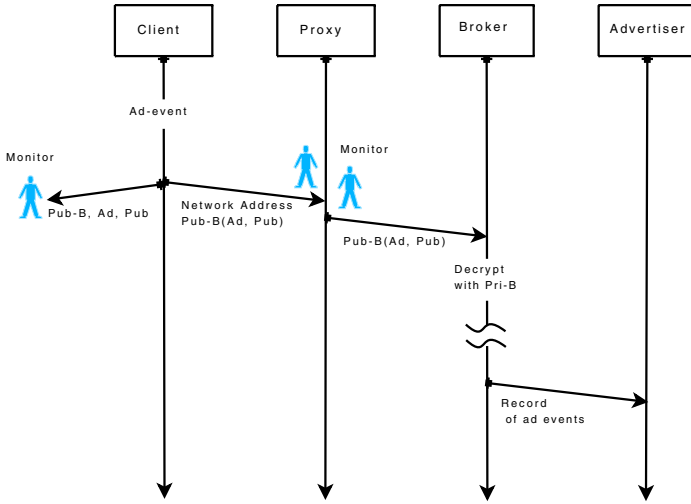 Client
Proxy
Broker
Advertiser
Ad-event
Monitor
Monitor
Pub-B, Ad, Pub
Network Address
Pub-B(Ad, Pub)
Pub-B(Ad, Pub)
Decrypt
with Pri-B
Record
of ad events